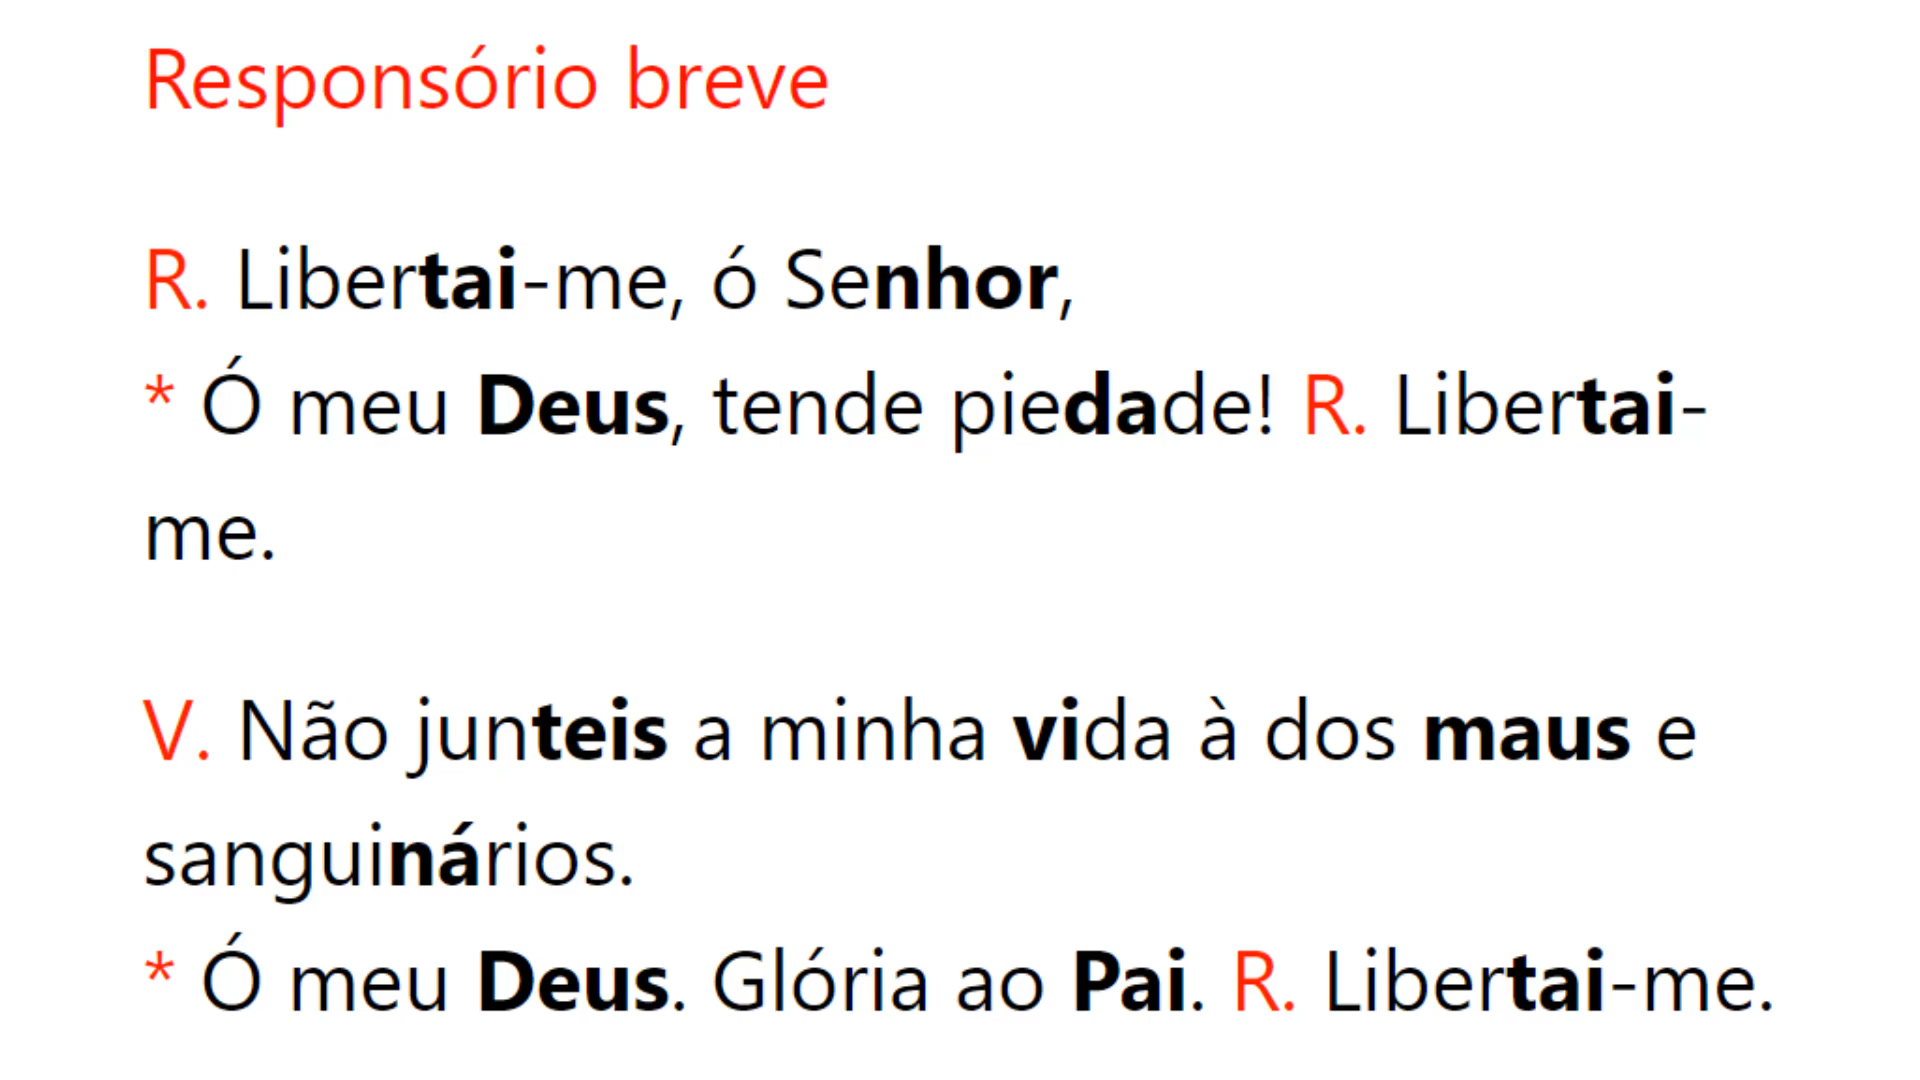 Responsório breve
R. Libertai-me, ó Senhor,
* Ó meu Deus, tende piedade! R. Libertai-
me.
V. Não junteis a minha vida à dos maus e
sanguinários.
* Ó meu Deus. Glória ao Pai. R. Libertai-me.